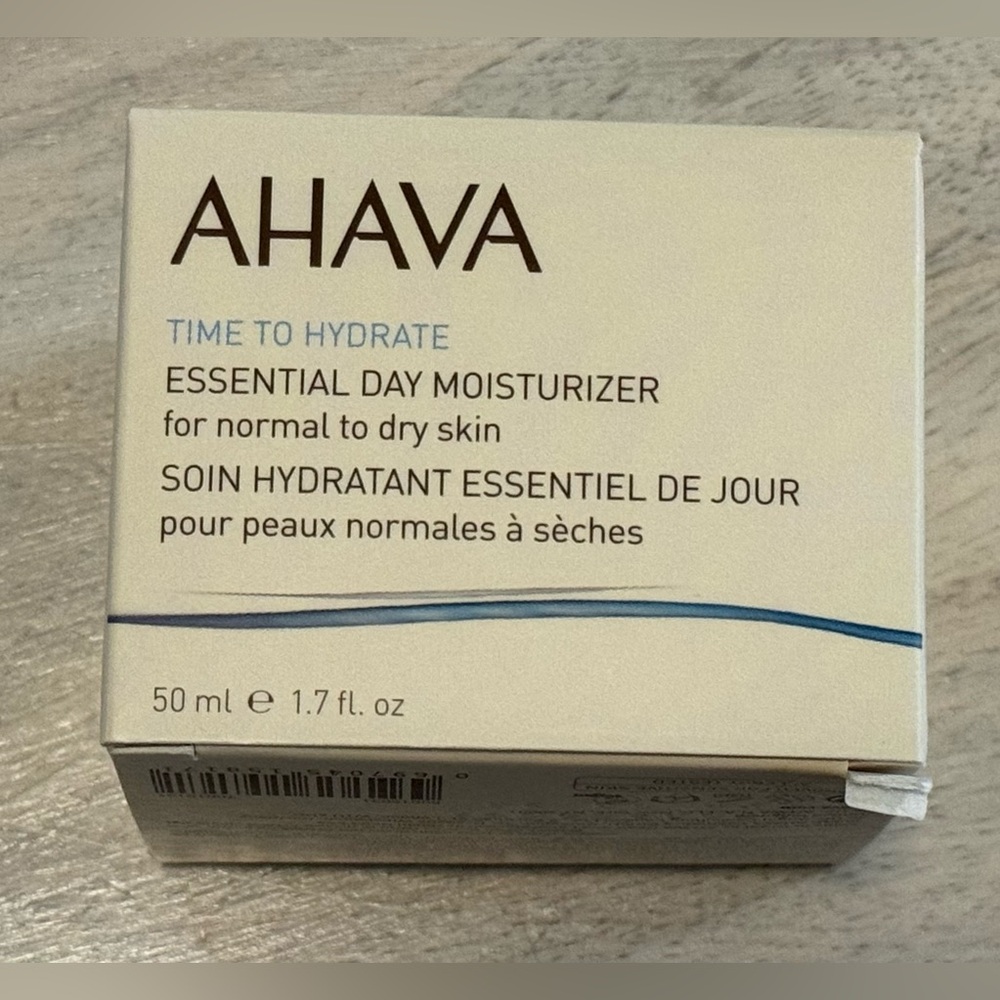 AHAVA
TIME TO HYDRATE
ESSENTIAL DAY MOISTURIZER
for normal to dry skin
SOIN HYDRATANT ESSENTIEL DE JOUR
pour peaux normales à sèches
50 ml ℮ 1.7 fl. oz